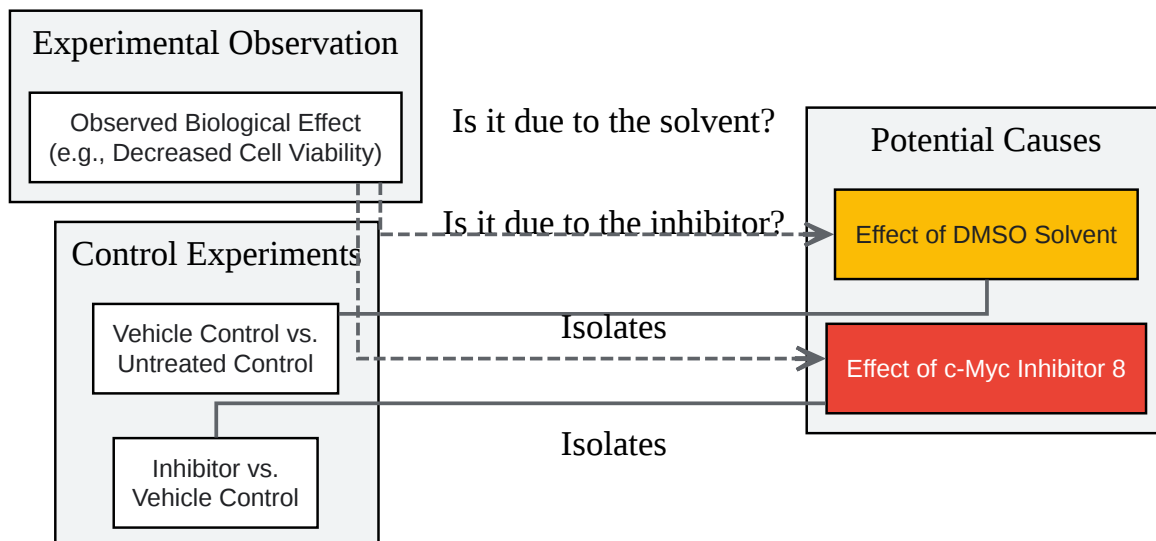 Experimental Observation
Observed Biological Effect
(e.g., Decreased Cell Viability)
Is it due to the solvent?
Potential Causes
Is it due to the inhibitor?
Effect of DMSO Solvent
Control Experiments
Vehicle Control vs.
Untreated Control
Isolates
Effect of c-Myc Inhibitor 8
Isolates
Inhibitor vs.
Vehicle Control